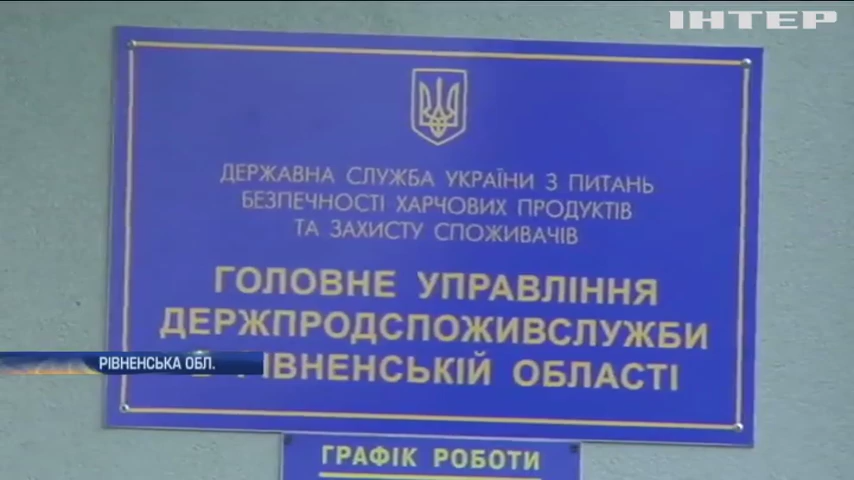 ІНТЕР
ДЕРЖАВНА СЛУЖБА УКРАЇНИ З ПИТАНЬ
БЕЗПЕЧНОСТІ ХАРЧОВИХ ПРОДУКТІВ
ТА ЗАХИСТУ СПОЖИВАЧІВ
ГОЛОВНЕ УПРАВЛІННЯ
ДЕРЖПРОДСПОЖИВСЛУЖБИ
РІВНЕНСЬКА ОБЛ.
РІВНЕНСЬКІЙ ОБЛАСТІ
ГРАФІК РОБОТИ